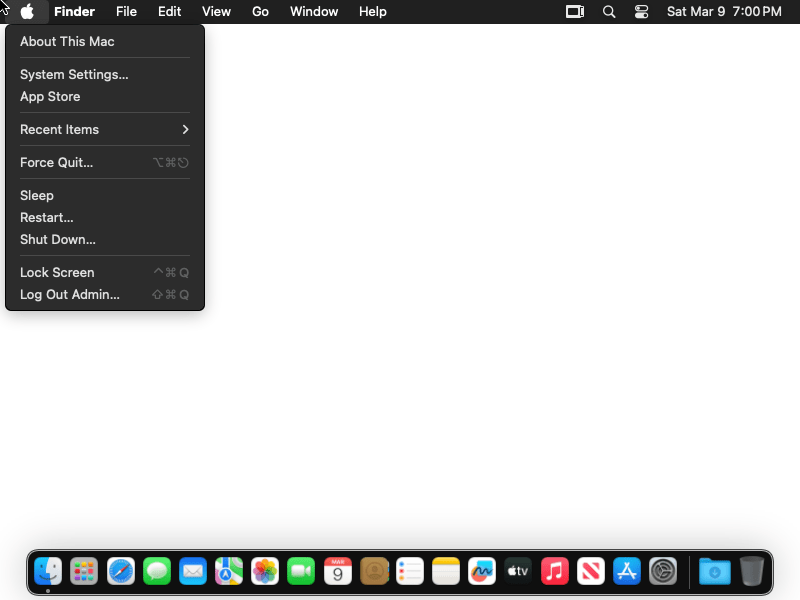 Finder File Edit View Go Window Help Sat Mar 9 7:00 PM
About This Mac
System Settings...
App Store
Recent Items
Force Quit... ⌥⌘⎋
Sleep
Restart...
Shut Down...
Lock Screen ^⌘Q
Log Out Admin... ⇧⌘Q
MAR
9
tv